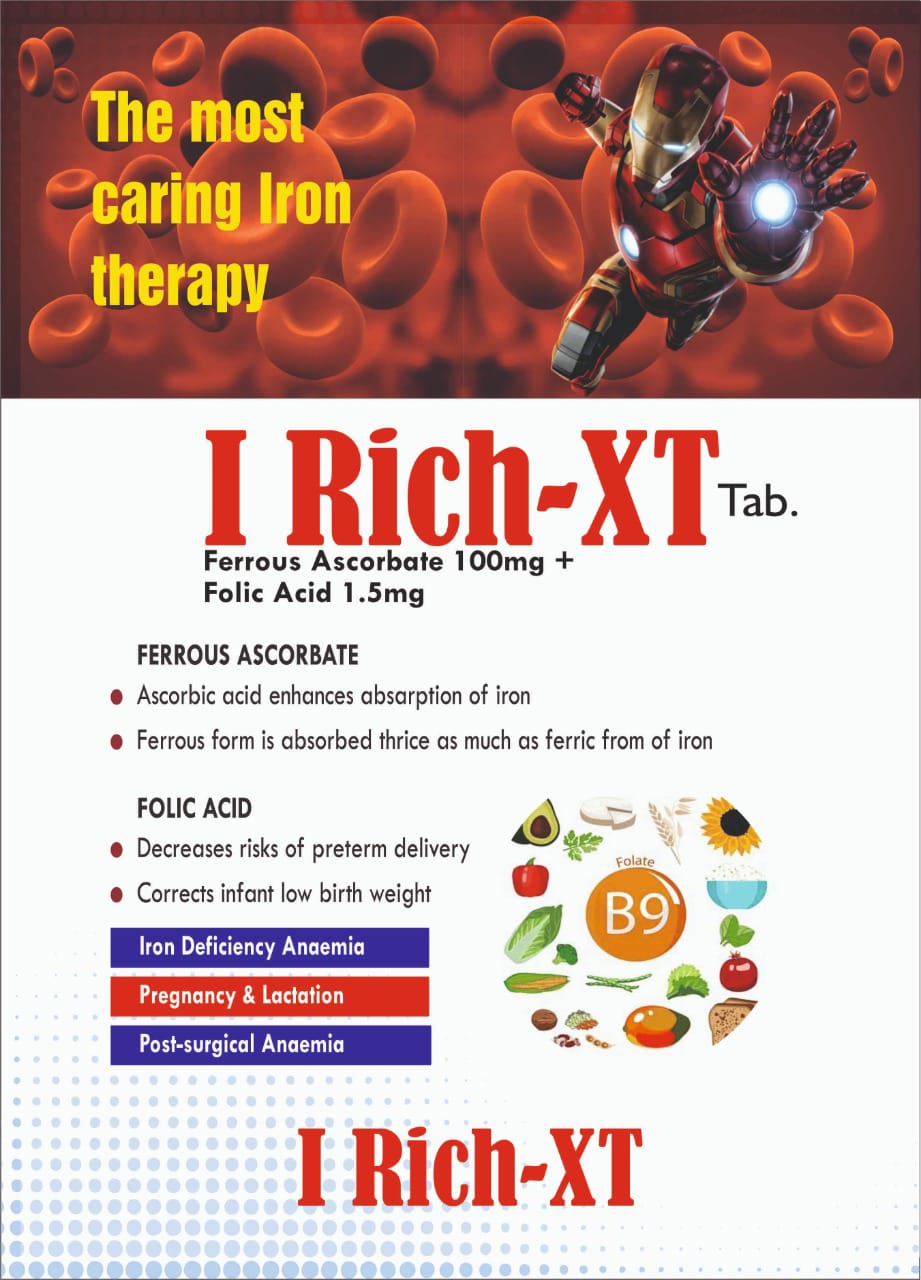 The most
caring Iron
therapy
I Rich-XT Tab.
Ferrous Ascorbate 100mg +
Folic Acid 1.5mg
FERROUS ASCORBATE
Ascorbic acid enhances absarption of iron
Ferrous form is absorbed thrice as much as ferric from of iron
FOLIC ACID
Decreases risks of preterm delivery
Corrects infant low birth weight
Folate
B9
Iron Deficiency Anaemia
Pregnancy & Lactation
Post-surgical Anaemia
I Rich-XT